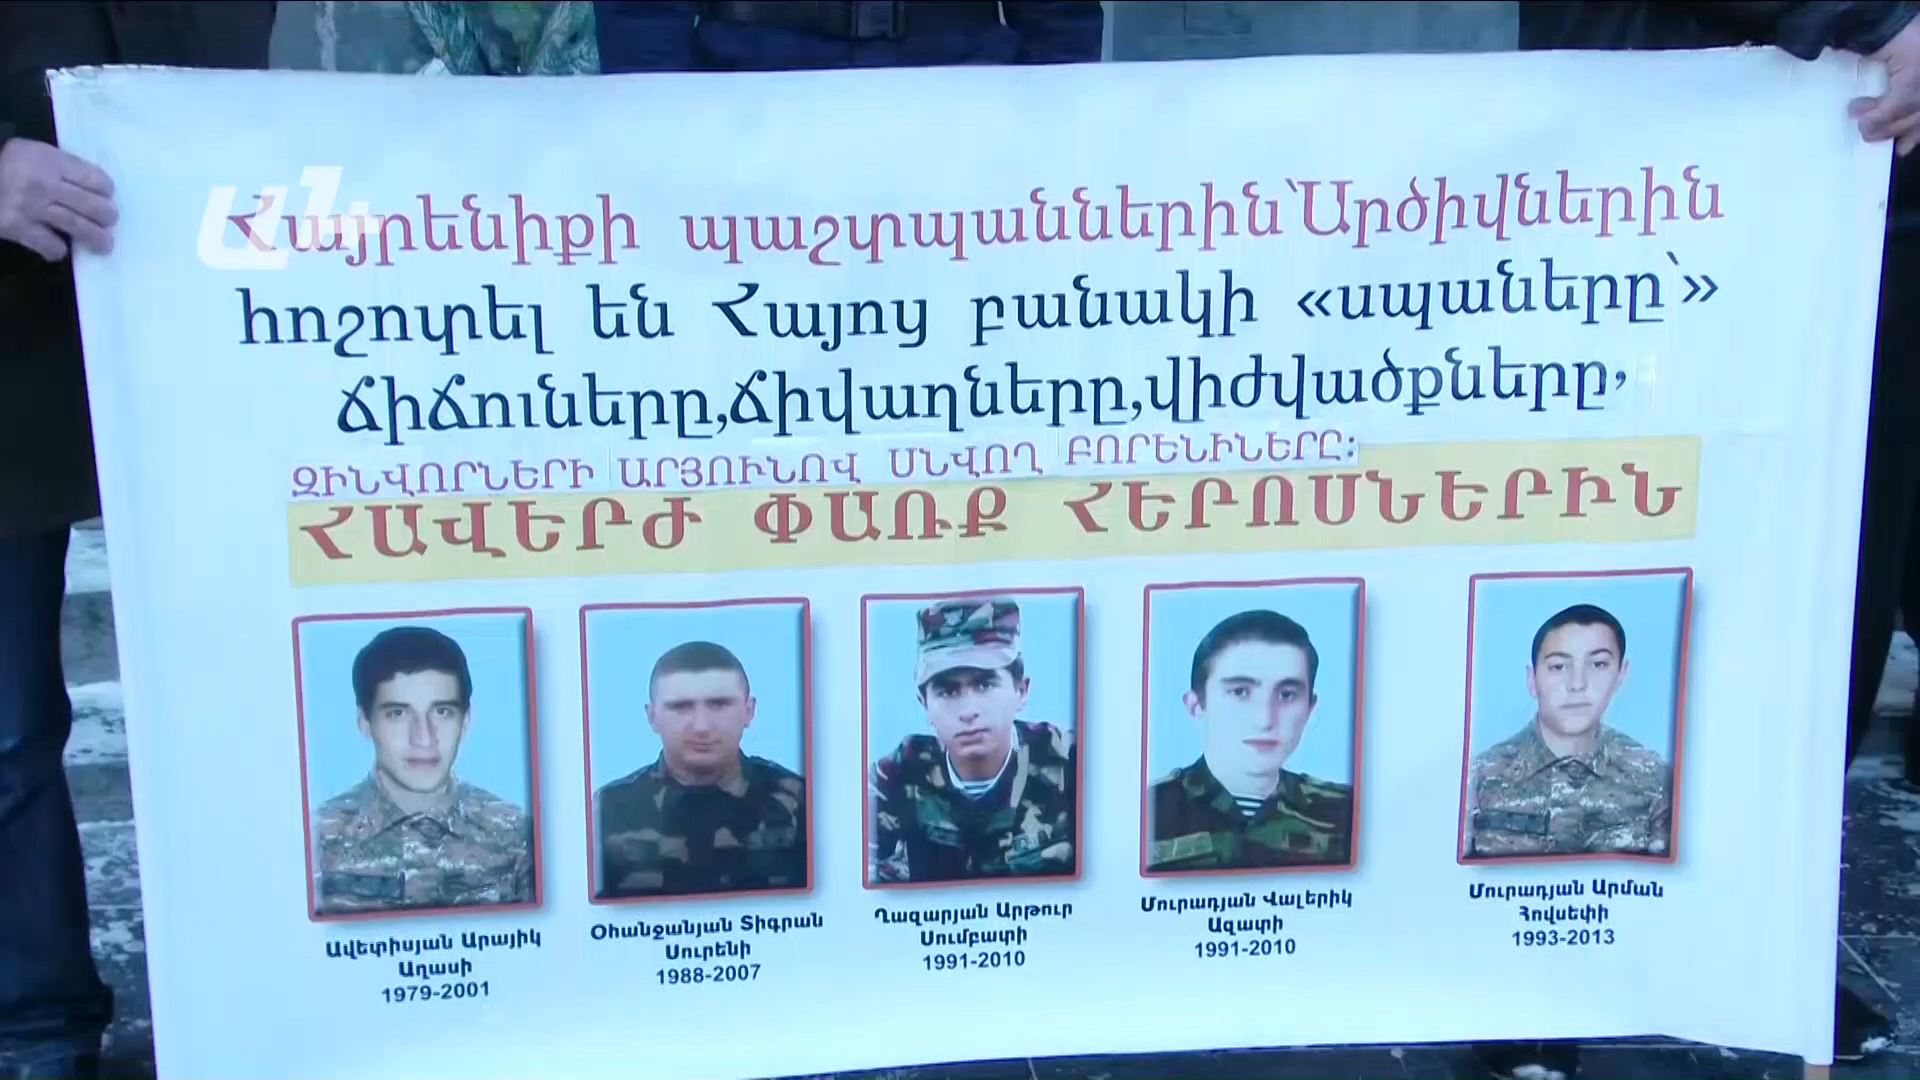 ԱՆ
Հայրենիքի պաշտպաններին՝Արծիվներին
հոշոտել են Հայոց բանակի «սպաները՝»
ճիճուները,ճիվաղները,վիժվածքները,
ԶԻՆՎՈՐՆԵՐԻ ԱՐՅՈՒՆՈՎ ՍՆՎՈՂ ԲՈՐԵՆԻՆԵՐԸ:
ՀԱՎԵՐԺ ՓԱՌՔ ՀԵՐՈՍՆԵՐԻՆ
Ավետիսյան Արայիկ
Աղասի
1979-2001
Օհանջանյան Տիգրան
Սուրենի
1988-2007
Ղազարյան Արթուր
Սումբատի
1991-2010
Մուրադյան Վալերիկ
Ազատի
1991-2010
Մուրադյան Արման
Հովսեփի
1993-2013